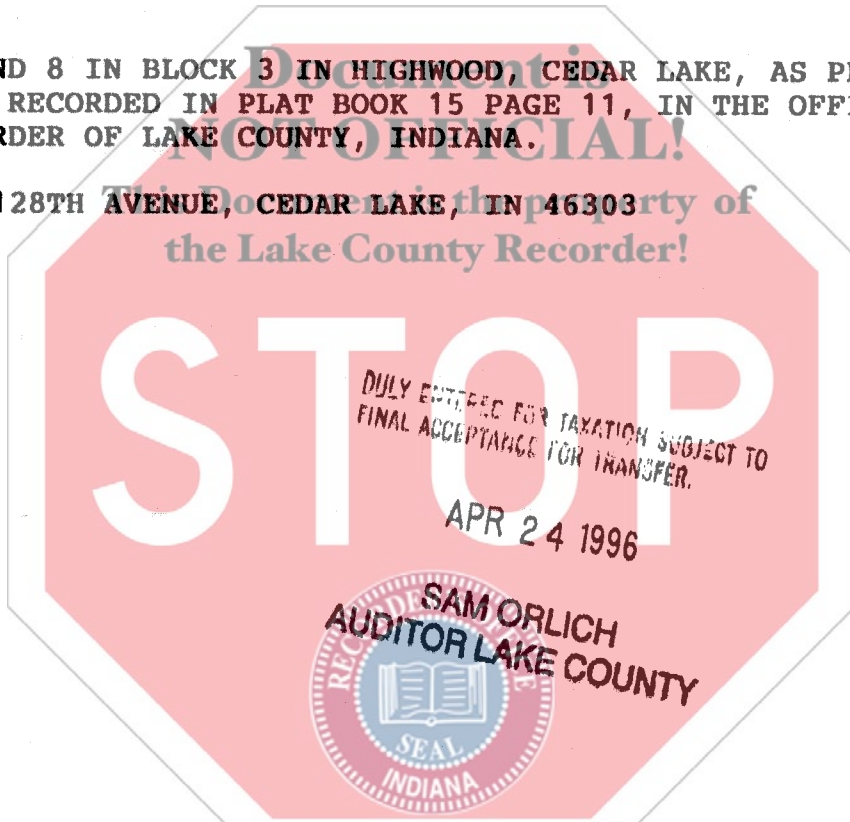 ND 8 IN BLOCK 3 IN HIGHWOOD, CEDAR LAKE, AS P
Document is
RECORDED IN PLAT BOOK 15 PAGE 11, IN THE OFF
NOT OFFICIAL!
RDER OF LAKE COUNTY, INDIANA.
This Document is the property of
128TH AVENUE, CEDAR LAKE, IN 46303
the Lake County Recorder!
STOP
DULY ENTERED FOR TAXATION SUBJECT TO
FINAL ACCEPTANCE FOR TRANSFER.
APR 24 1996
SAM ORLICH
AUDITOR LAKE COUNTY
SEAL
INDIANA